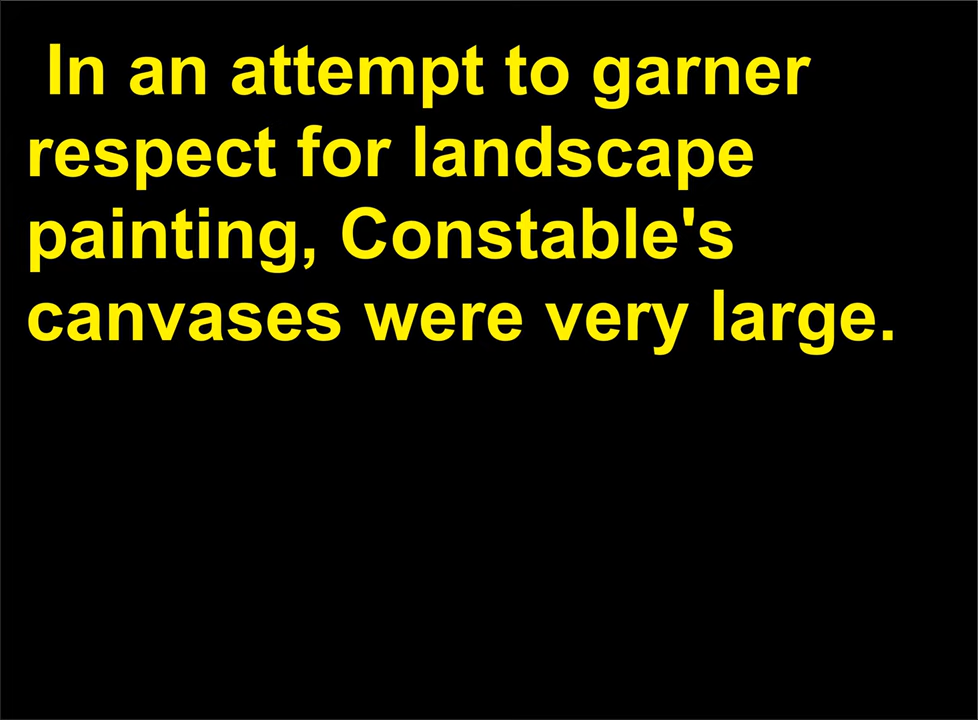 In an attempt to garner
respect for landscape
painting, Constable's
canvases were very large.